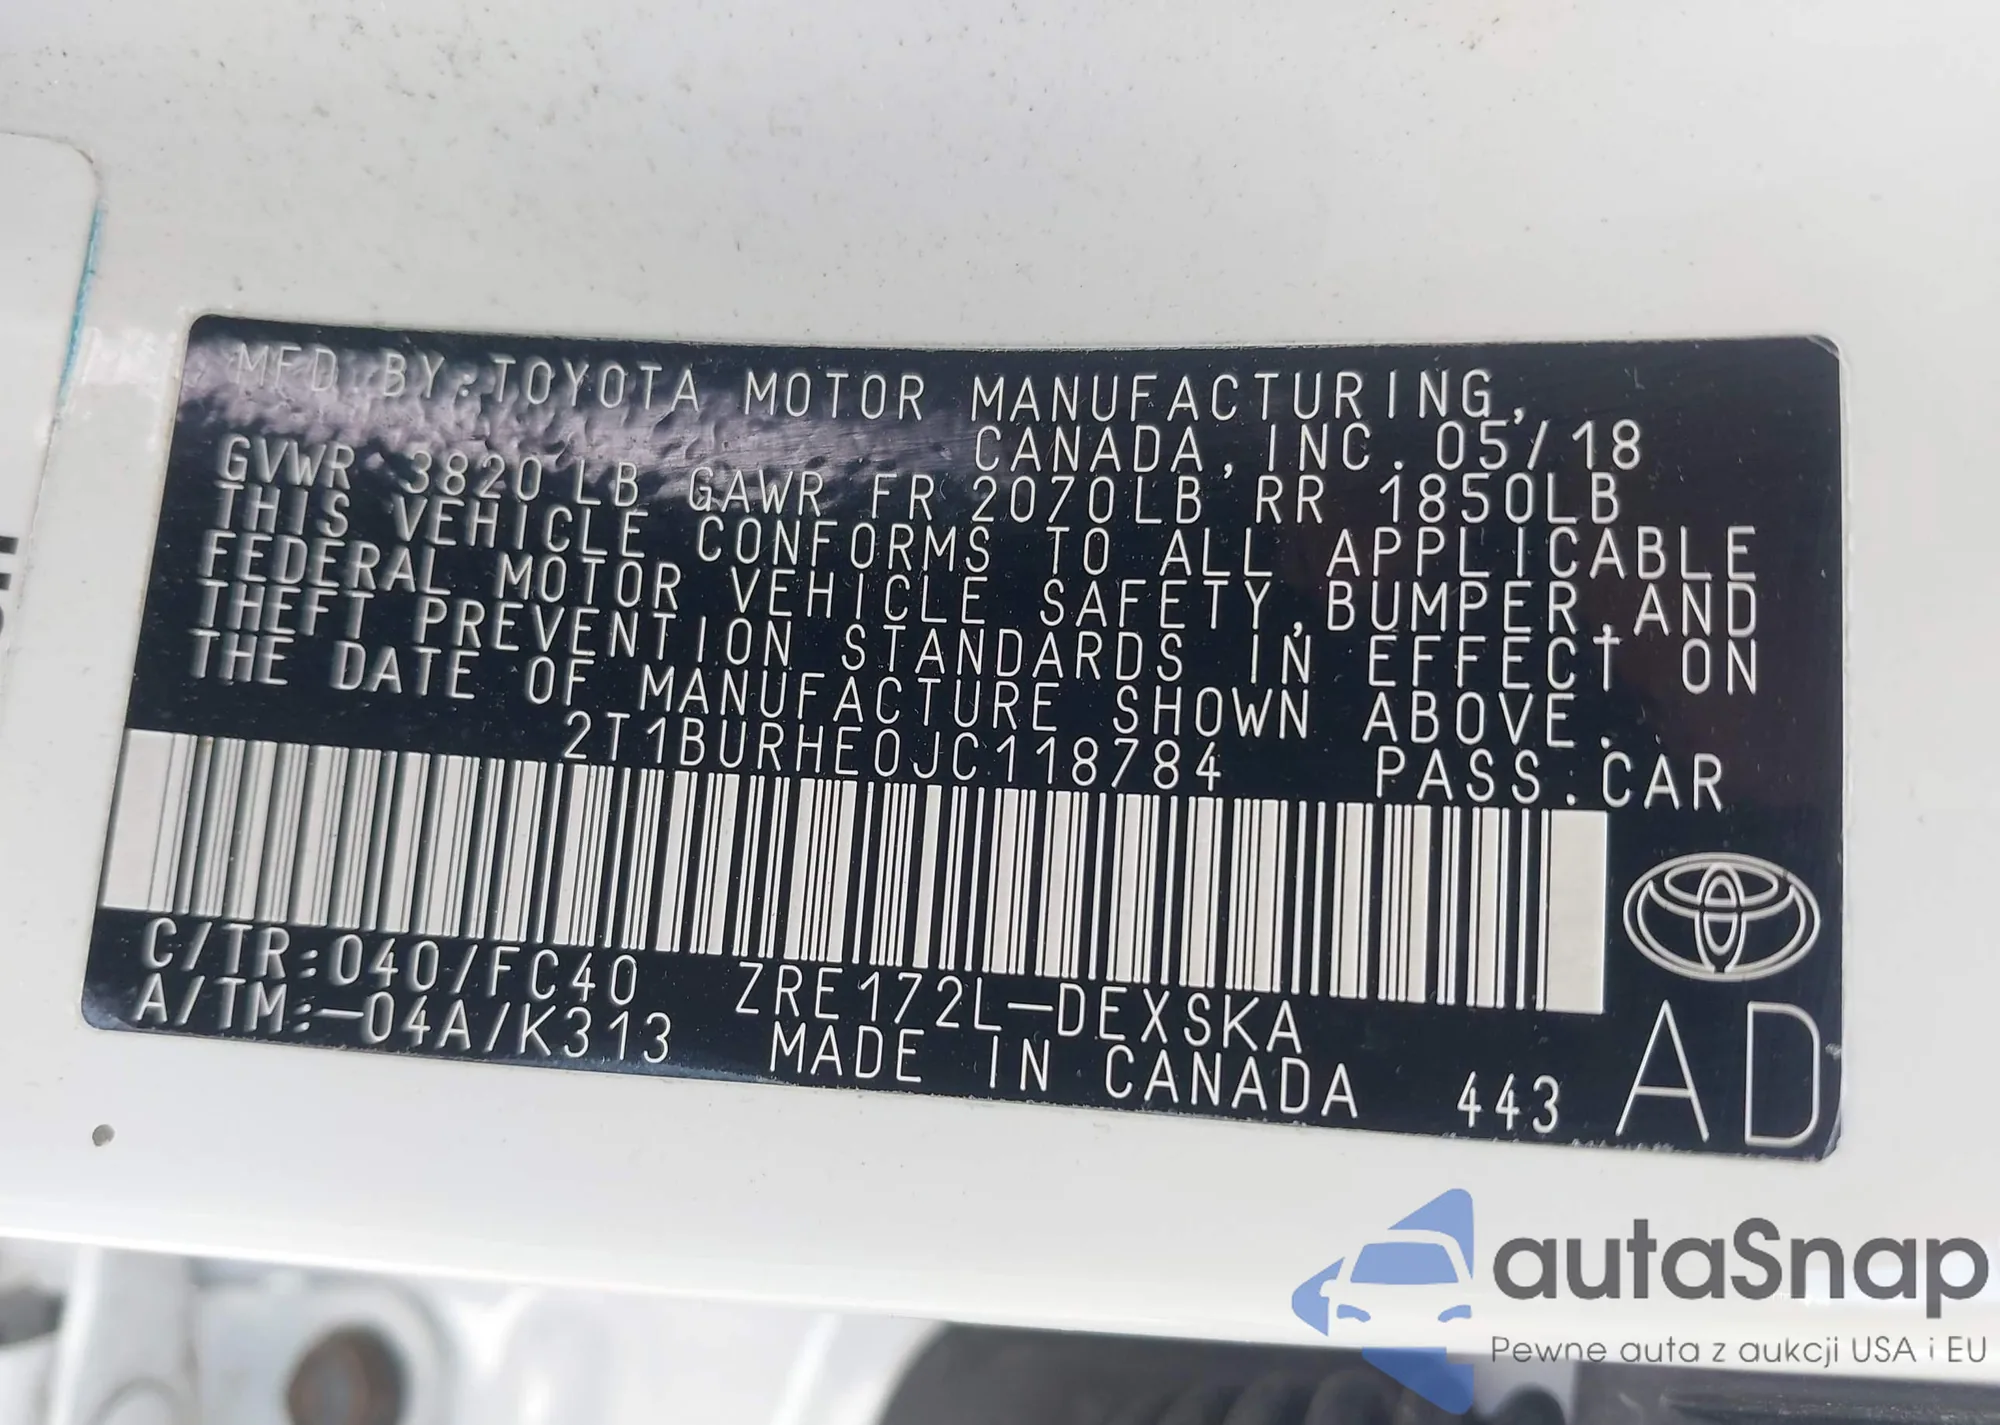 MFD BY:TOYOTA MOTOR MANUFACTURING,
CANADA, INC. 05/18
GVWR 3820 LB GAWR FR 2070LB RR 1850LB
THIS VEHICLE CONFORMS TO ALL APPLICABLE
FEDERAL MOTOR VEHICLE SAFETY, BUMPER, AND
THEFT PREVENTION STANDARDS IN EFFECT ON
THE DATE OF MANUFACTURE SHOWN ABOVE.
2T1BURHE0JC118784 PASS.CAR
C/TR:040/FC40 ZRE172L-DEXSKA
A/TM:-04A/K313 MADE IN CANADA 443 AD
autaSnap
Pewne auta z aukcji USA i EU